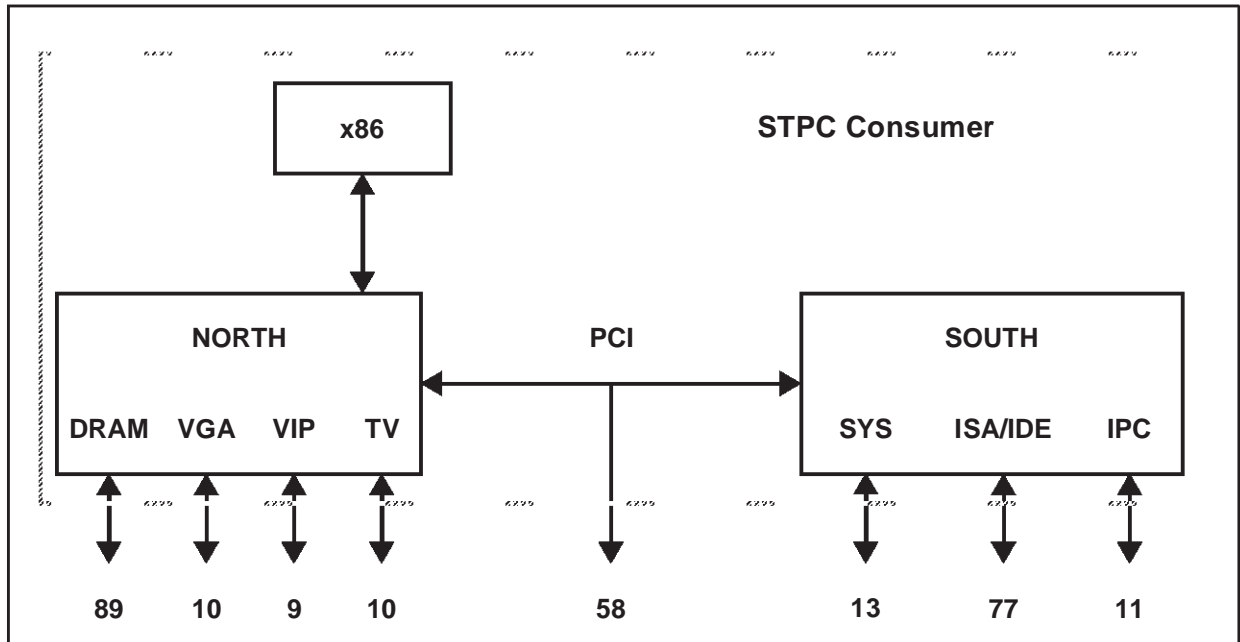 x86
STPC Consumer
NORTH
PCI
SOUTH
DRAM VGA VIP TV
SYS ISA/IDE IPC
89 10 9 10 58 13 77 11